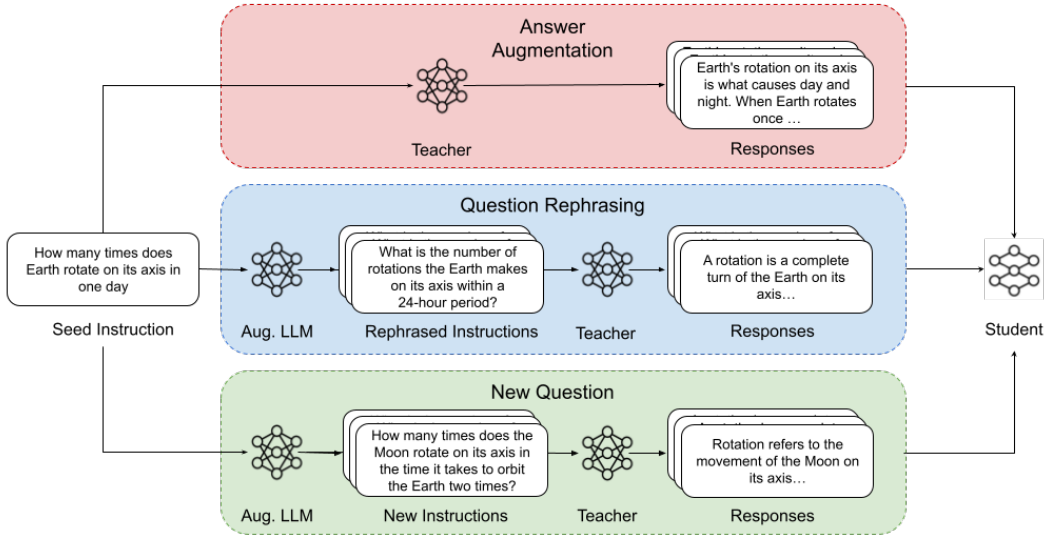 Answer
Augmentation
Earth's rotation on its axis
is what causes day and
night. When Earth rotates
once …
Teacher
Responses
Question Rephrasing
How many times does
Earth rotate on its axis in
one day
Seed Instruction
What is the number of
rotations the Earth makes
on its axis within a
24-hour period?
A rotation is a complete
turn of the Earth on its
axis…
Aug. LLM
Rephrased Instructions
Teacher
Responses
Student
New Question
How many times does the
Moon rotate on its axis in
the time it takes to orbit
the Earth two times?
Rotation refers to the
movement of the Moon on
its axis…
Aug. LLM
New Instructions
Teacher
Responses